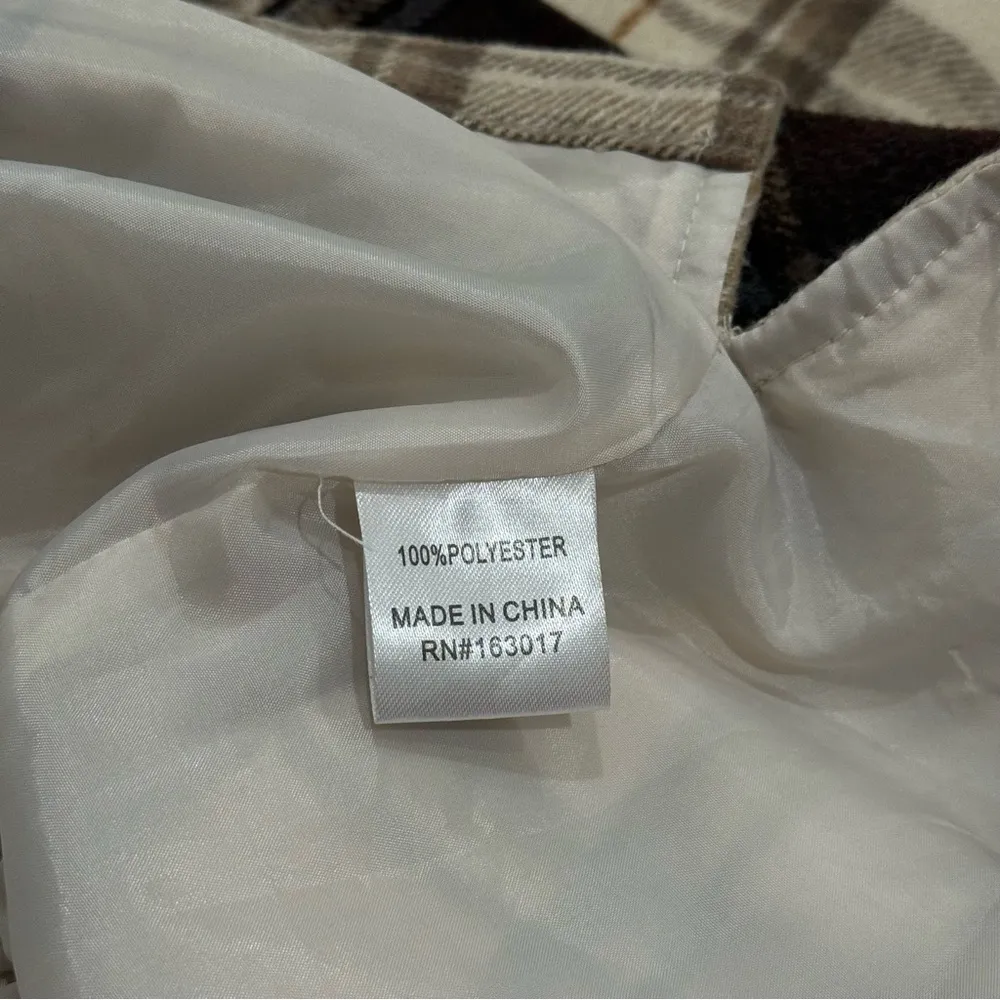 100%POLYESTER
MADE IN CHINA
RN#163017